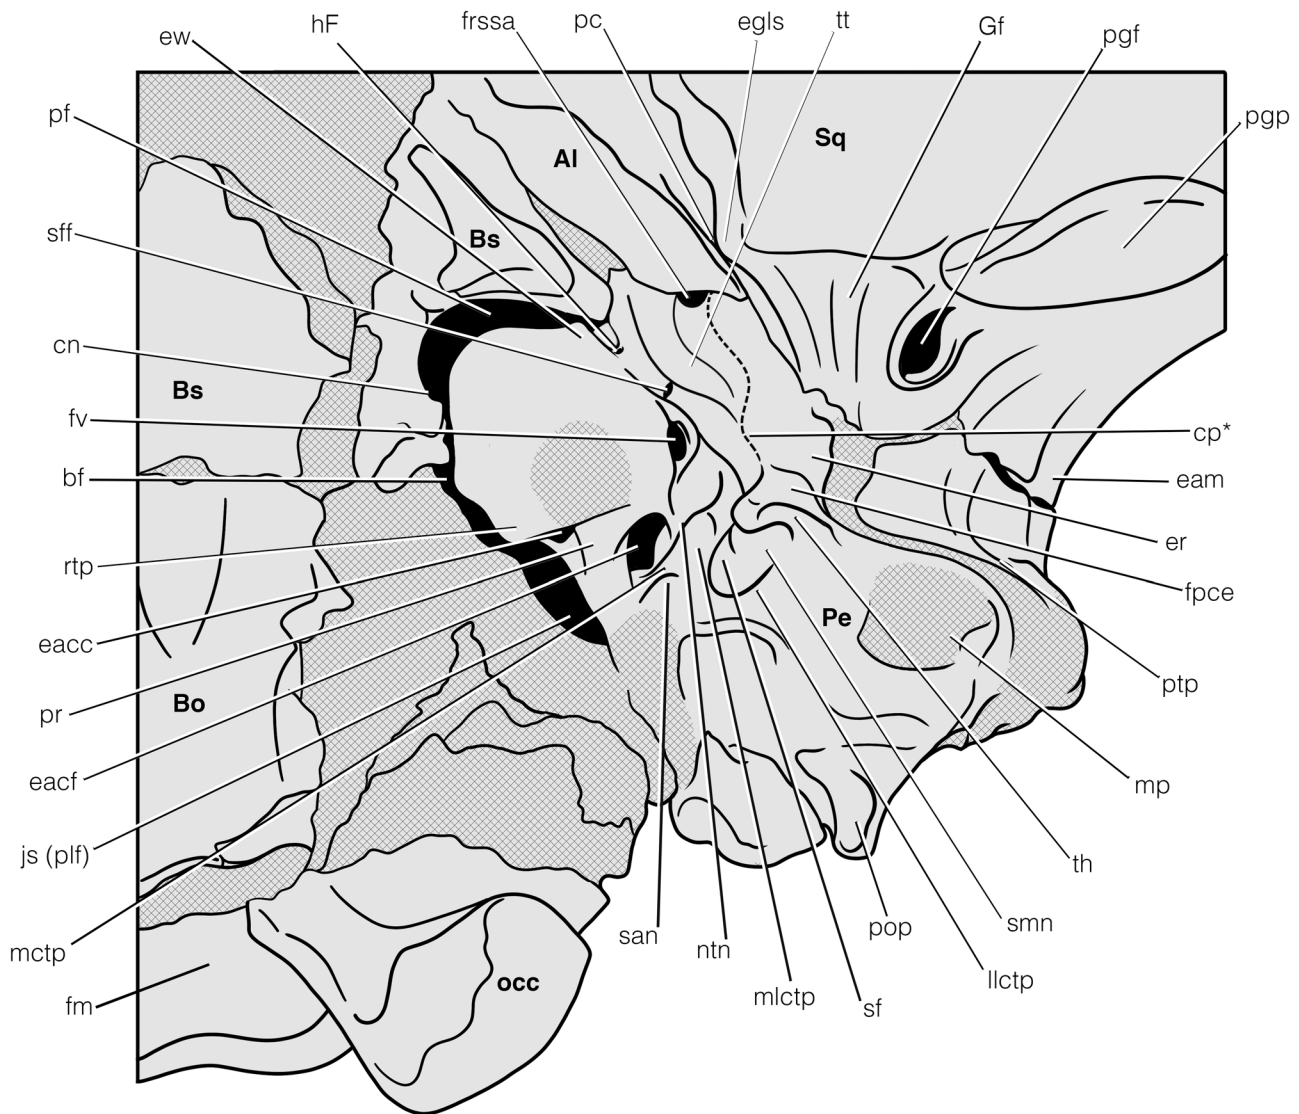 ew
hF
frssa
pc
egls
tt
Gf
pgf
pgp
pf
sff
cn
fv
bf
rtp
eacc
pr
eacf
js (plf)
mctp
fm
Al
Sq
Bs
Bs
Bo
Pe
occ
cp*
eam
er
fpce
ptp
mp
th
smn
pop
llctp
sf
mlctp
ntn
san